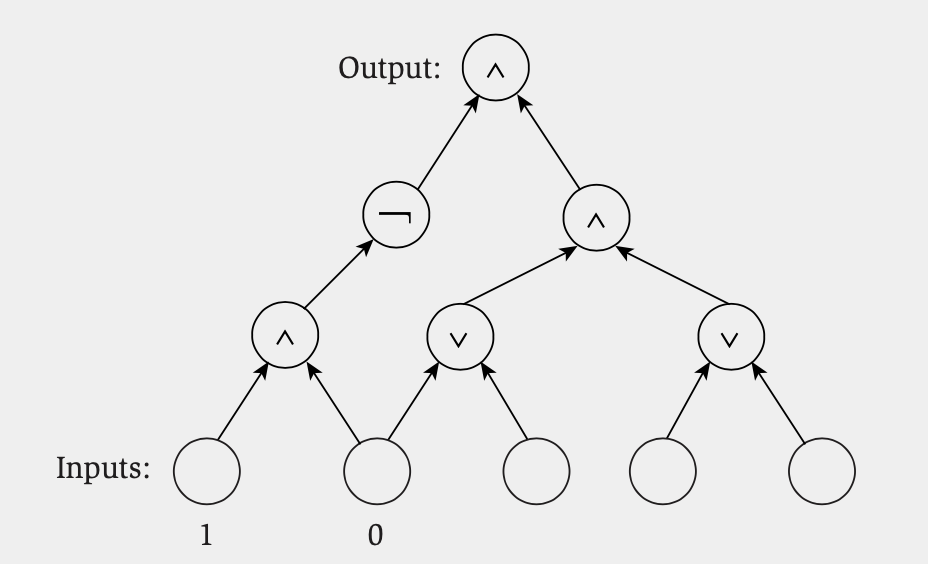 Output: ∧
¬ ∧
∧ ∨ ∨
Inputs:
1 0